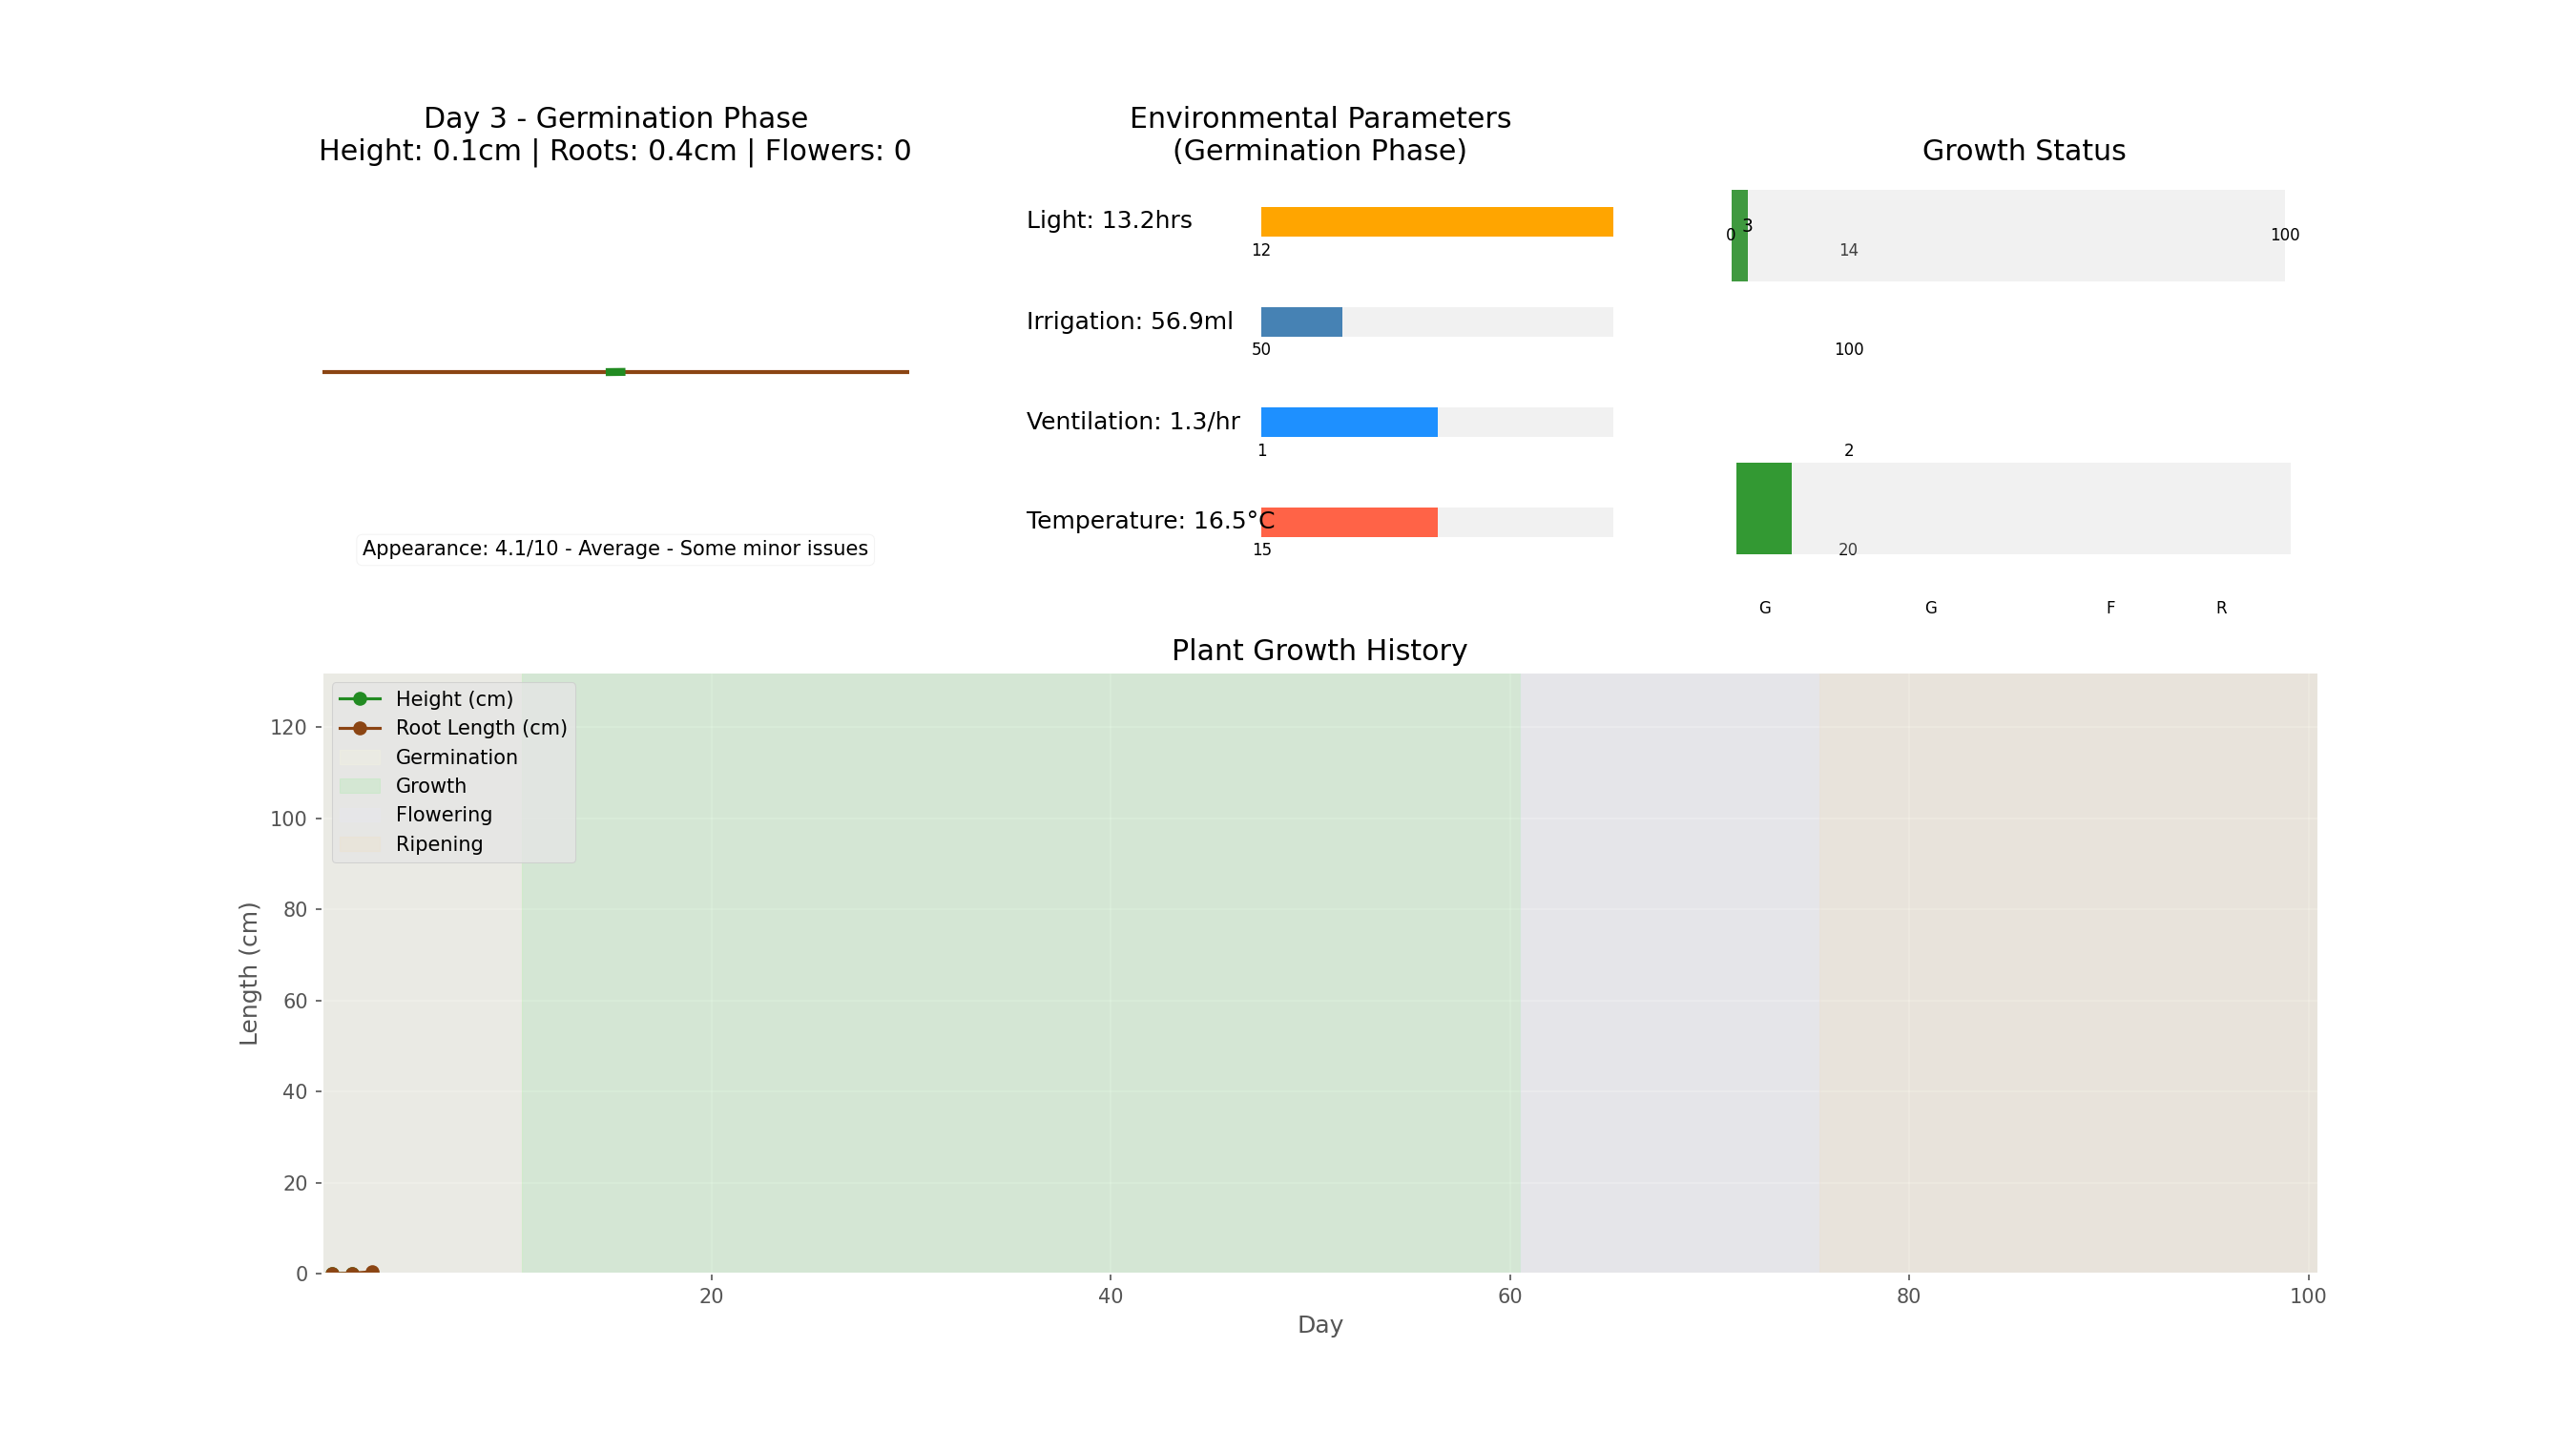 Day 3 - Germination Phase
Height: 0.1cm | Roots: 0.4cm | Flowers: 0
Appearance: 4.1/10 - Average - Some minor issues
Environmental Parameters
(Germination Phase)
Light: 13.2hrs
12
14
Irrigation: 56.9ml
50
100
Ventilation: 1.3/hr
1
2
Temperature: 16.5°C
15
20
Growth Status
0
3
100
G
G
F
R
Plant Growth History
Height (cm)
Root Length (cm)
Germination
Growth
Flowering
Ripening
Length (cm)
120
100
80
60
40
20
0
20
40
60
80
100
Day